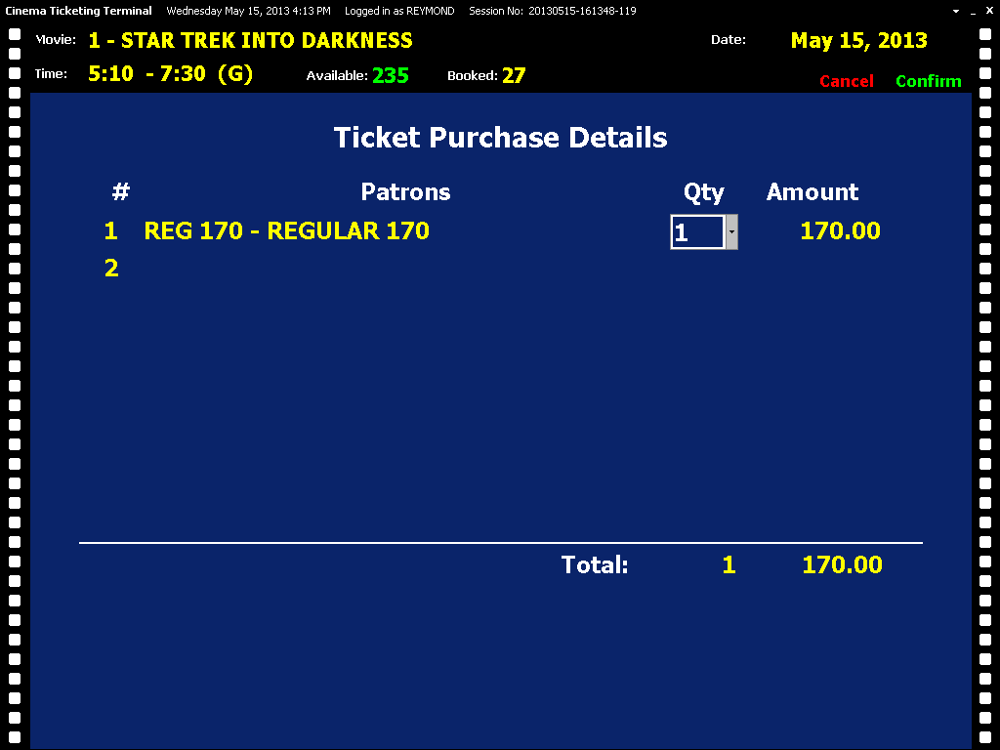 Cinema Ticketing Terminal Wednesday May 15, 2013 4:13 PM Logged in as REYMOND Session No: 20130515-161348-119
Movie: 1 - STAR TREK INTO DARKNESS Date: May 15, 2013
Time: 5:10 - 7:30 (G) Available: 235 Booked: 27
Cancel Confirm
Ticket Purchase Details
# Patrons Qty Amount
1 REG 170 - REGULAR 170 1 170.00
2
Total: 1 170.00